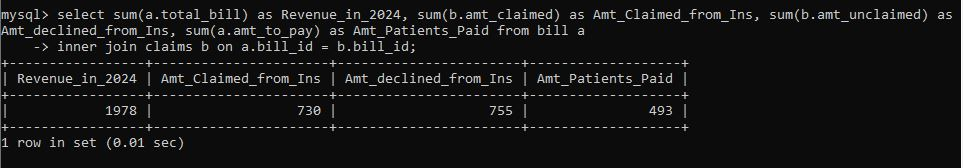 mysql> select sum(a.total_bill) as Revenue_in_2024, sum(b.amt_claimed) as Amt_Claimed_from_Ins, sum(b.amt_unclaimed) as
Amt_declined_from_Ins, sum(a.amt_to_pay) as Amt_Patients_Paid from bill a
    -> inner join claims b on a.bill_id = b.bill_id;
+-----------------+----------------------+-----------------------+-------------------+
| Revenue_in_2024 | Amt_Claimed_from_Ins | Amt_declined_from_Ins | Amt_Patients_Paid |
+-----------------+----------------------+-----------------------+-------------------+
|            1978 |                  730 |                   755 |               493 |
+-----------------+----------------------+-----------------------+-------------------+
1 row in set (0.01 sec)